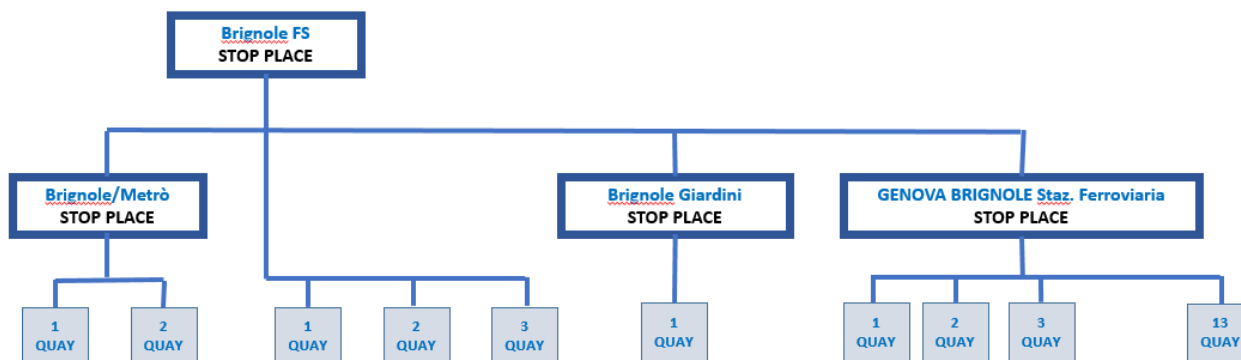 Brignole FS
STOP PLACE
Brignole/Metrò
STOP PLACE
Brignole Giardini
STOP PLACE
GENOVA BRIGNOLE Staz. Ferroviaria
STOP PLACE
1
QUAY
2
QUAY
1
QUAY
2
QUAY
3
QUAY
1
QUAY
1
QUAY
2
QUAY
3
QUAY
13
QUAY